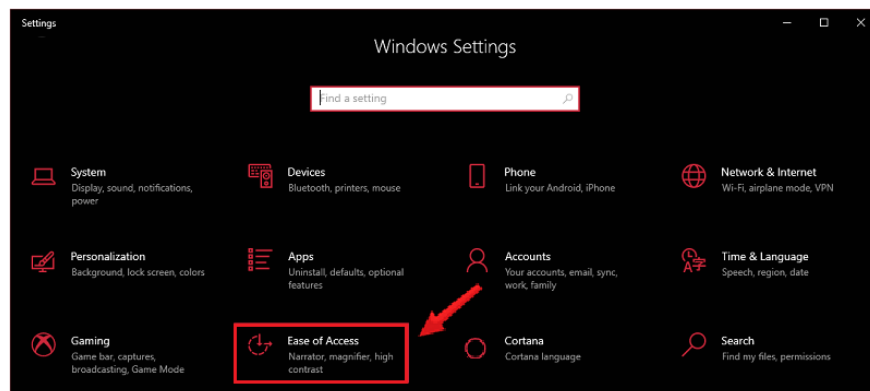 Settings
Windows Settings
Find a setting
System
Display, sound, notifications,
power
Devices
Bluetooth, printers, mouse
Phone
Link your Android, iPhone
Network & Internet
Wi-Fi, airplane mode, VPN
Personalization
Background, lock screen, colors
Apps
Uninstall, defaults, optional
features
Accounts
Your accounts, email, sync,
work, family
Time & Language
Speech, region, date
Gaming
Game bar, captures,
broadcasting, Game Mode
Ease of Access
Narrator, magnifier, high
contrast
Cortana
Cortana language
Search
Find my files, permissions